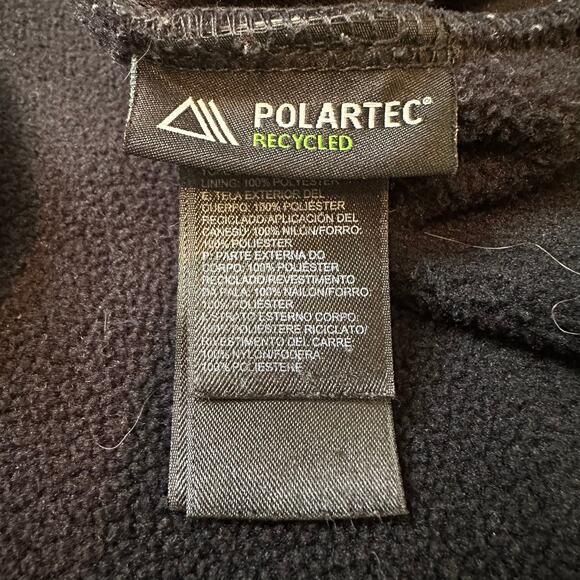 POLARTEC®
RECYCLED
LINING: 100% POLYESTER
E: TELA EXTERIOR DEL
CUERPO: 100% POLIÉSTER
RECICLADO/APLICACIÓN DEL
CANESÚ: 100% NILÓN/FORRO:
100% POLIÉSTER
P: PARTE EXTERNA DO
CORPO: 100% POLIÉSTER
RECICLADO/REVESTIMENTO
DA PALA: 100% NÁILON/FORRO:
100% POLIÉSTER
I: STRATO ESTERNO CORPO:
100% POLIESTERE RICICLATO/
RIVESTIMENTO DEL CARRÉ
100% NYLON/FODERA
100% POLIESTERE